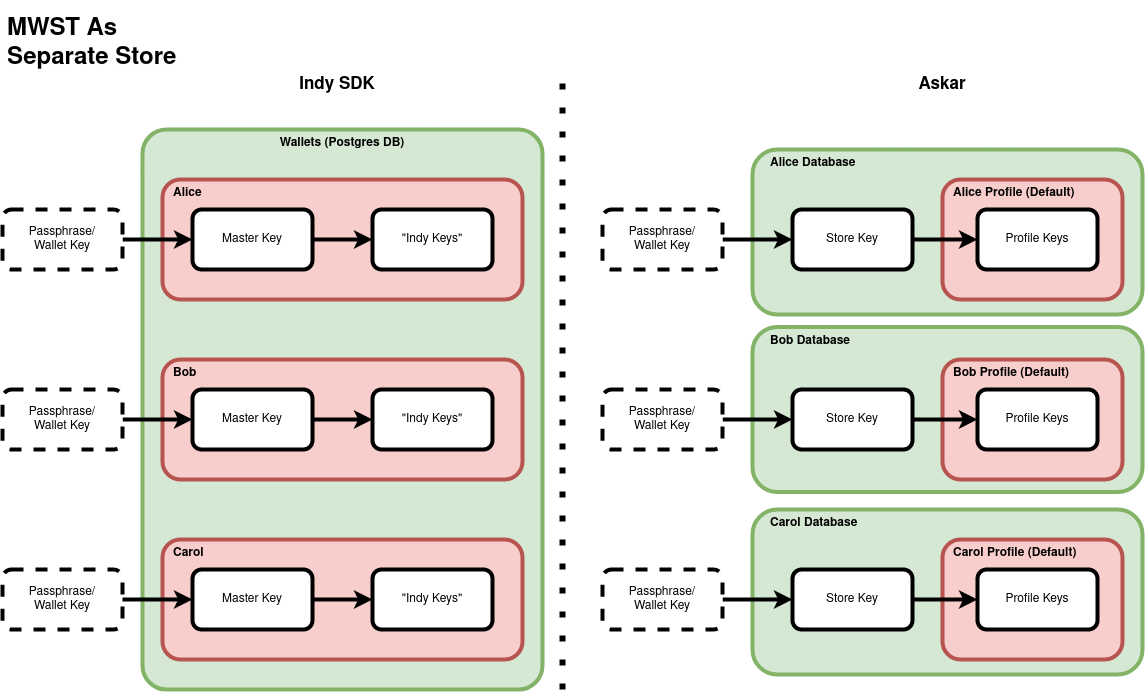 MWST As
Separate Store
Indy SDK
Wallets (Postgres DB)
Alice
Passphrase/
Wallet Key
Master Key
"Indy Keys"
Bob
Passphrase/
Wallet Key
Master Key
"Indy Keys"
Carol
Passphrase/
Wallet Key
Master Key
"Indy Keys"
Askar
Alice Database
Alice Profile (Default)
Passphrase/
Wallet Key
Store Key
Profile Keys
Bob Database
Bob Profile (Default)
Passphrase/
Wallet Key
Store Key
Profile Keys
Carol Database
Carol Profile (Default)
Passphrase/
Wallet Key
Store Key
Profile Keys